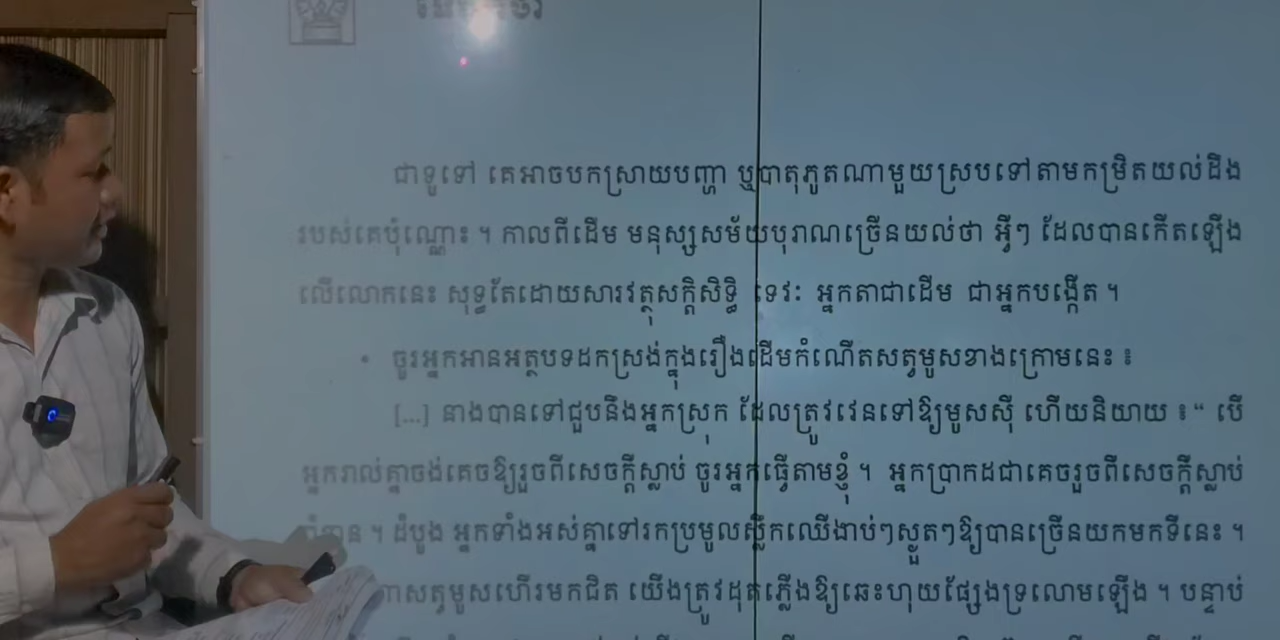 ជាទូទៅ គេអាចបកស្រាយបញ្ហា ឬបាតុភូតណាមួយស្របទៅតាមកម្រិតយល់ដឹង
របស់គេប៉ុណ្ណោះ ។ កាលពីដើម មនុស្សសម័យបុរាណច្រើនយល់ថា អ្វីៗ ដែលបានកើតឡើង
លើលោកនេះ សុទ្ធតែដោយសារវត្ថុសក្តិសិទ្ធិ ទេវៈ អ្នកតាជាដើម ជាអ្នកបង្កើត ។
• ចូរអ្នកអានអត្ថបទដកស្រង់ក្នុងរឿងដើមកំណើតសត្វមូសខាងក្រោមនេះ ៖
[...] នាងបានទៅជួបនឹងអ្នកស្រុក ដែលត្រូវវេនទៅឱ្យមូសស៊ី ហើយនិយាយ ៖ “ បើ
អ្នករាល់គ្នាចង់គេចឱ្យរួចពីសេចក្តីស្លាប់ ចូរអ្នកធ្វើតាមខ្ញុំ ។ អ្នកប្រាកដជាគេចរួចពីសេចក្តីស្លាប់
ពុំខាន ។ ដំបូង អ្នកទាំងអស់គ្នាទៅរកប្រមូលស្លឹកឈើងាប់ៗស្ងួតៗឱ្យបានច្រើនយកមកទីនេះ ។
សត្វមូសហើរមកជិត យើងត្រូវដុតភ្លើងឱ្យឆេះហុយផ្សែងទ្រលោមឡើង ។ បន្ទាប់